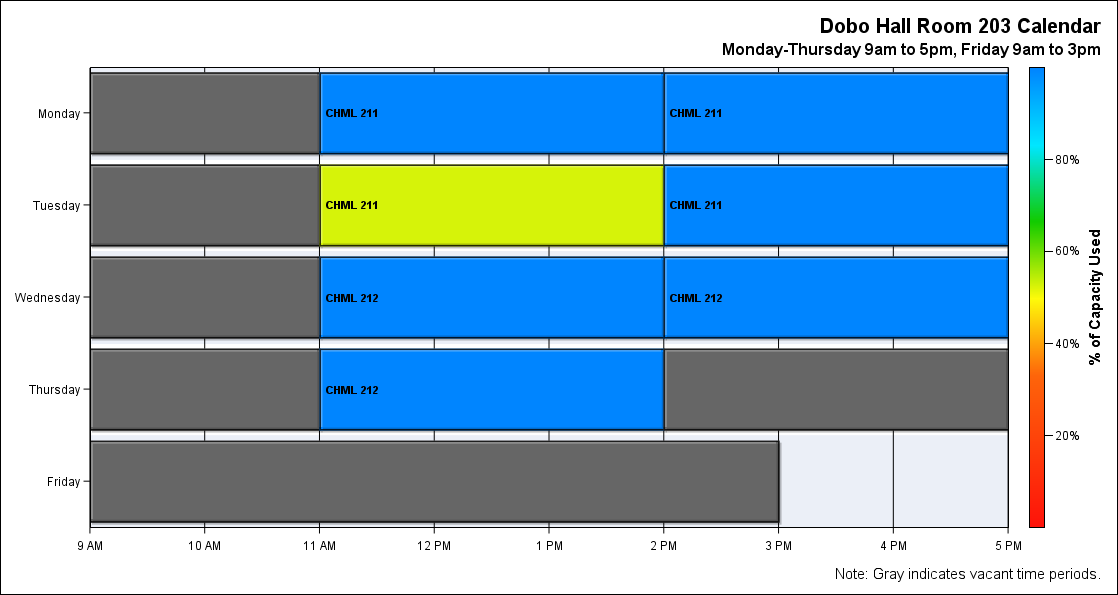 Dobo Hall Room 203 Calendar
Monday-Thursday 9am to 5pm, Friday 9am to 3pm
Monday
CHML 211
CHML 211
Tuesday
CHML 211
CHML 211
Wednesday
CHML 212
CHML 212
Thursday
CHML 212
Friday
9 AM
10 AM
11 AM
12 PM
1 PM
2 PM
3 PM
4 PM
5 PM
80%
60%
40%
20%
% of Capacity Used
Note: Gray indicates vacant time periods.